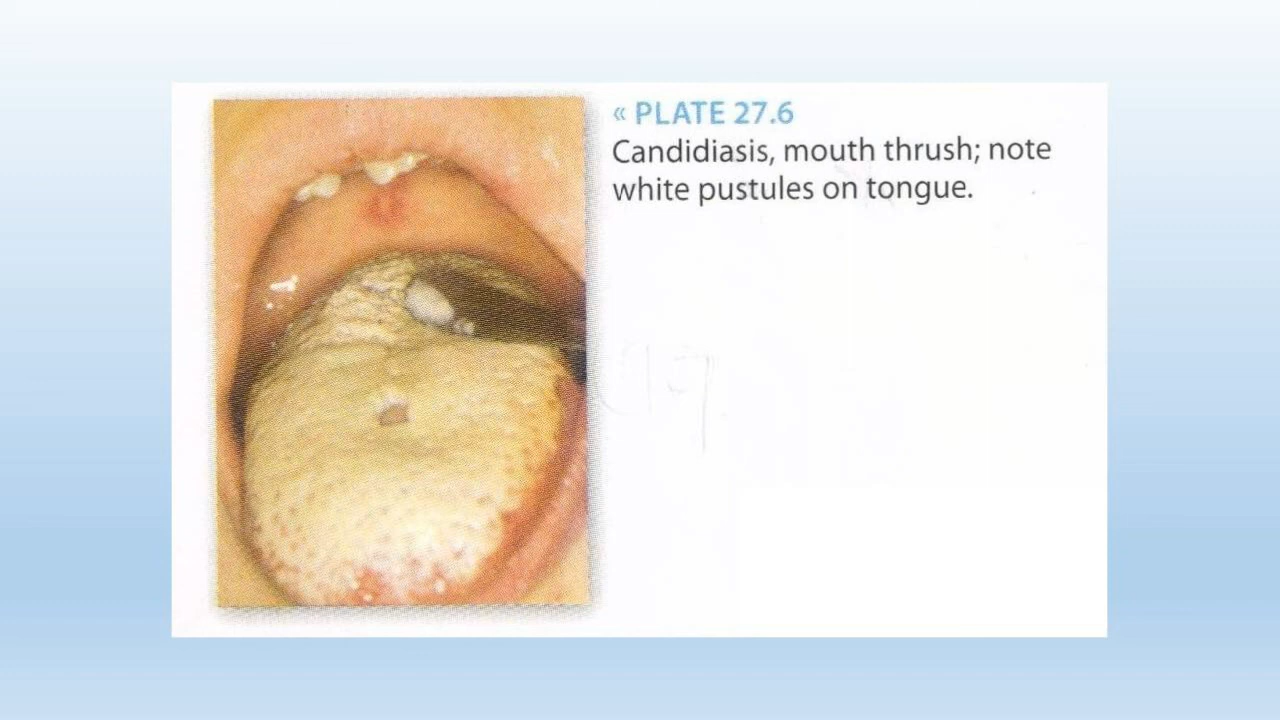 « PLATE 27.6
Candidiasis, mouth thrush; note
white pustules on tongue.